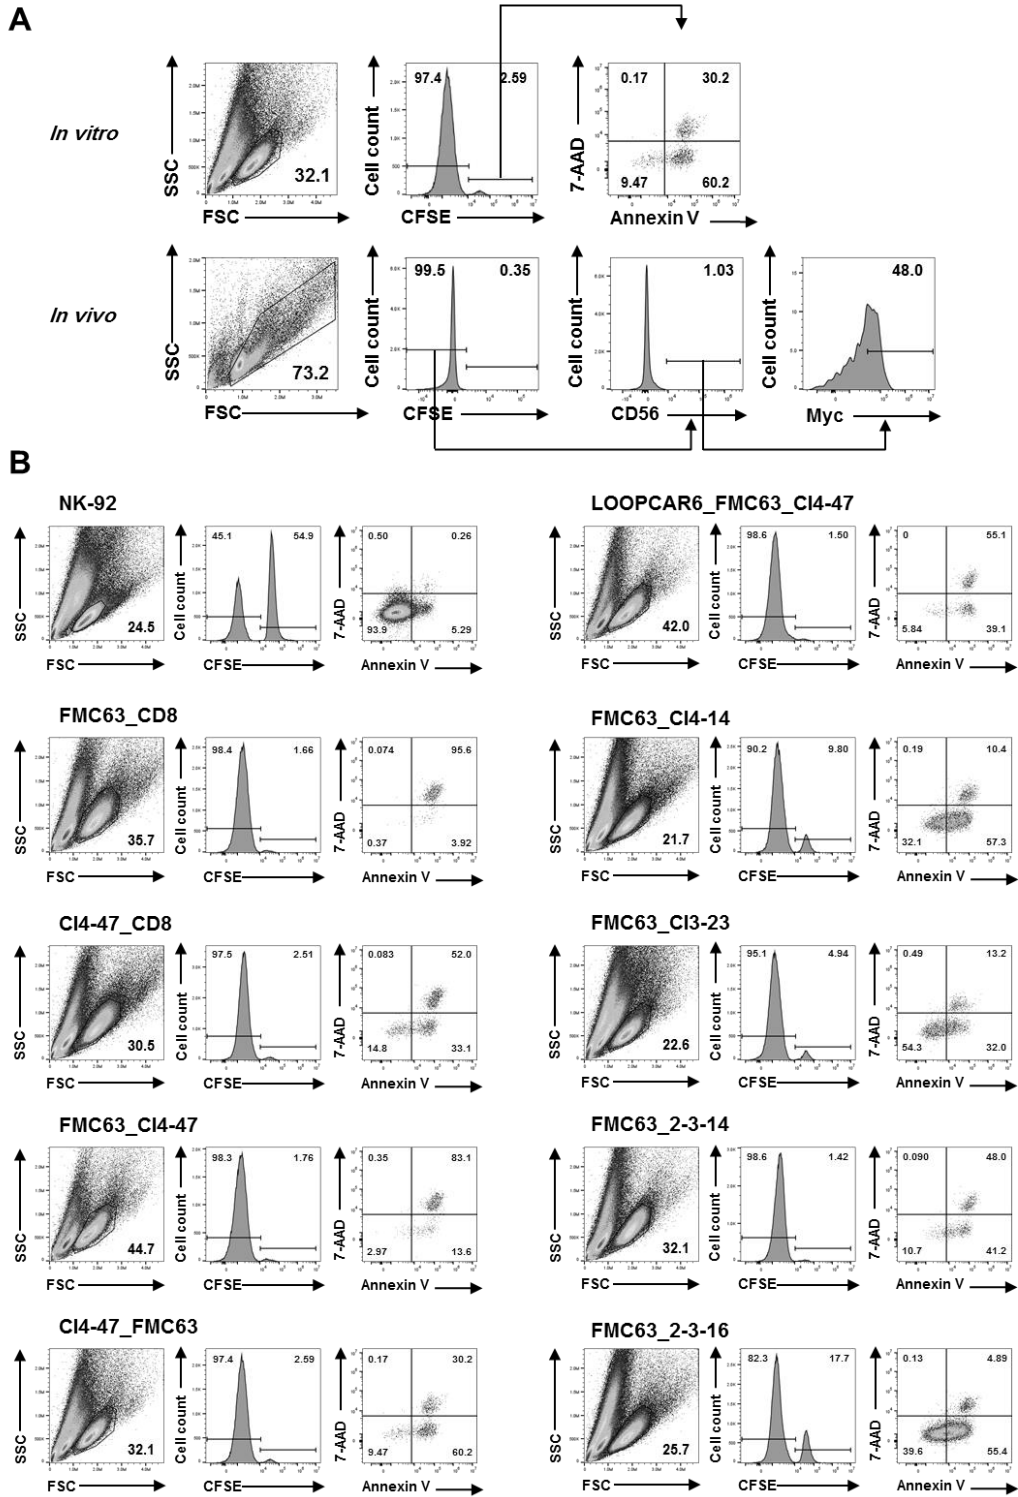 A
In vitro
SSC
FSC
32.1
Cell count
97.4 2.59
CFSE
7-AAD
0.17 30.2
9.47 60.2
Annexin V
In vivo
SSC
FSC
73.2
Cell count
99.5 0.35
CFSE
Cell count
1.03
CD56
Cell count
48.0
Myc
B
NK-92
SSC
24.5
FSC
Cell count
45.1 54.9
CFSE
7-AAD
0.50 0.26
93.9 5.29
Annexin V
LOOPCAR6_FMC63_Cl4-47
SSC
42.0
FSC
Cell count
98.6 1.50
CFSE
7-AAD
0 55.1
5.84 39.1
Annexin V
FMC63_CD8
SSC
35.7
FSC
Cell count
98.4 1.66
CFSE
7-AAD
0.074 95.6
0.37 3.92
Annexin V
FMC63_Cl4-14
SSC
21.7
FSC
Cell count
90.2 9.80
CFSE
7-AAD
0.19 10.4
32.1 57.3
Annexin V
Cl4-47_CD8
SSC
30.5
FSC
Cell count
97.5 2.51
CFSE
7-AAD
0.083 52.0
14.8 33.1
Annexin V
FMC63_Cl3-23
SSC
22.6
FSC
Cell count
95.1 4.94
CFSE
7-AAD
0.49 13.2
54.3 32.0
Annexin V
FMC63_Cl4-47
SSC
44.7
FSC
Cell count
98.3 1.76
CFSE
7-AAD
0.35 83.1
2.97 13.6
Annexin V
FMC63_2-3-14
SSC
32.1
FSC
Cell count
98.6 1.42
CFSE
7-AAD
0.090 48.0
10.7 41.2
Annexin V
Cl4-47_FMC63
SSC
32.1
FSC
Cell count
97.4 2.59
CFSE
7-AAD
0.17 30.2
9.47 60.2
Annexin V
FMC63_2-3-16
SSC
25.7
FSC
Cell count
82.3 17.7
CFSE
7-AAD
0.13 4.89
39.6 55.4
Annexin V